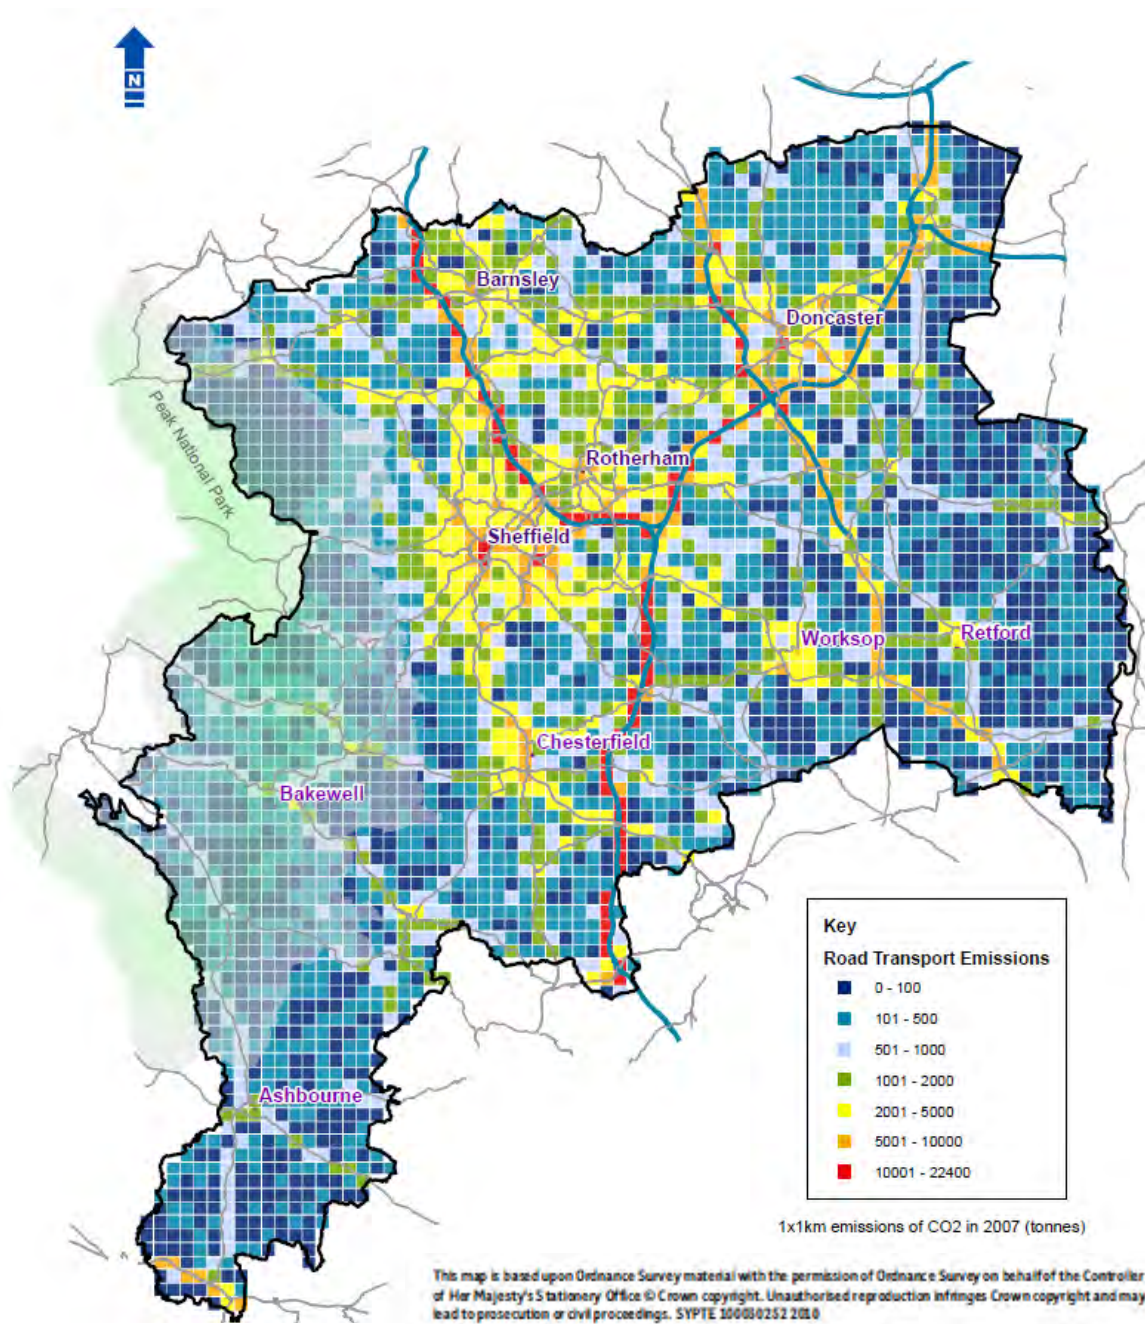 N
Barnsley
Doncaster
Peak National Park
Rotherham
Sheffield
Worksop
Retford
Chesterfield
Bakewell
Ashbourne
Key
Road Transport Emissions
0 - 100
101 - 500
501 - 1000
1001 - 2000
2001 - 5000
5001 - 10000
10001 - 22400
1x1km emissions of CO2 in 2007 (tonnes)
This map is based upon Ordnance Survey material with the permission of Ordnance Survey on behalf of the Controller
of Her Majesty's Stationery Office © Crown copyright. Unauthorised reproduction infringes Crown copyright and may
lead to prosecution or civil proceedings. SYPTE 100030252 2010